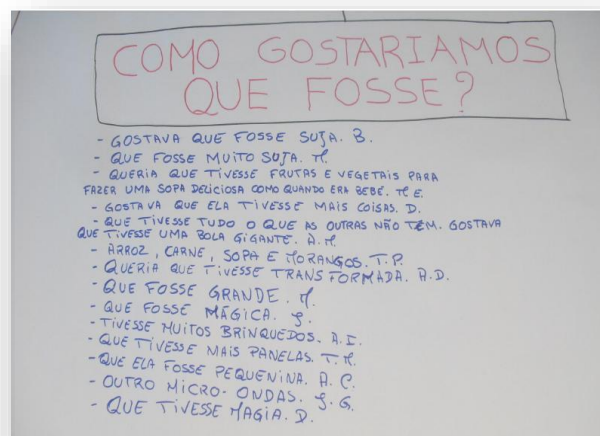 COMO GOSTARIAMOS
QUE FOSSE?
- GOSTAVA QUE FOSSE SUJA. B.
- QUE FOSSE MUITO SUJA. M.
- QUERIA QUE TIVESSE FRUTAS E VEGETAIS PARA
FAZER UMA SOPA DELICIOSA COMO QUANDO ERA BEBÉ. M E.
- GOSTAVA QUE ELA TIVESSE MAIS COISAS. D.
- QUE TIVESSE TUDO O QUE AS OUTRAS NÃO TÊM. GOSTAVA
QUE TIVESSE UMA BOLA GIGANTE. A.M.
- ARROZ, CARNE, SOPA E MORANGOS. T.P.
- QUERIA QUE TIVESSE TRANSFORMADA. A.D.
- QUE FOSSE GRANDE. M.
- QUE FOSSE MÁGICA. J.
- TIVESSE MUITOS BRINQUEDOS. A.I.
- QUE TIVESSE MAIS PANELAS. T.M.
- QUE ELA FOSSE PEQUENINA. A.C.
- OUTRO MICRO-ONDAS. J.G.
- QUE TIVESSE MAGIA. D.